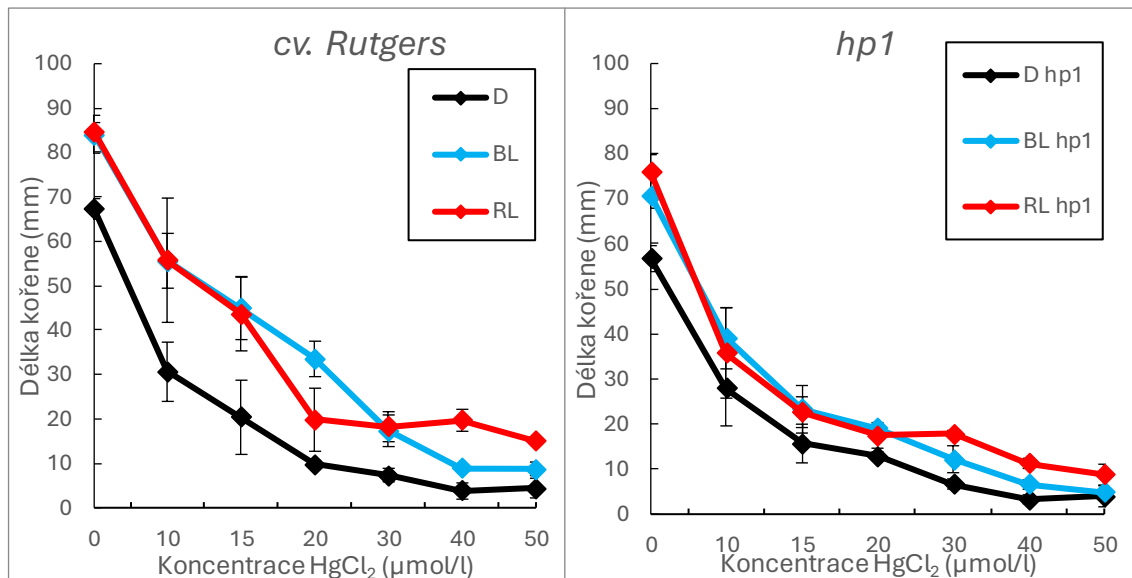 cv. Rutgers
Délka kořene (mm)
100
90
80
70
60
50
40
30
20
10
0
0 10 15 20 30 40 50
Koncentrace HgCl₂ (µmol/l)
D
BL
RL
hp1
Délka kořene (mm)
100
90
80
70
60
50
40
30
20
10
0
0 10 15 20 30 40 50
Koncentrace HgCl₂ (µmol/l)
D hp1
BL hp1
RL hp1